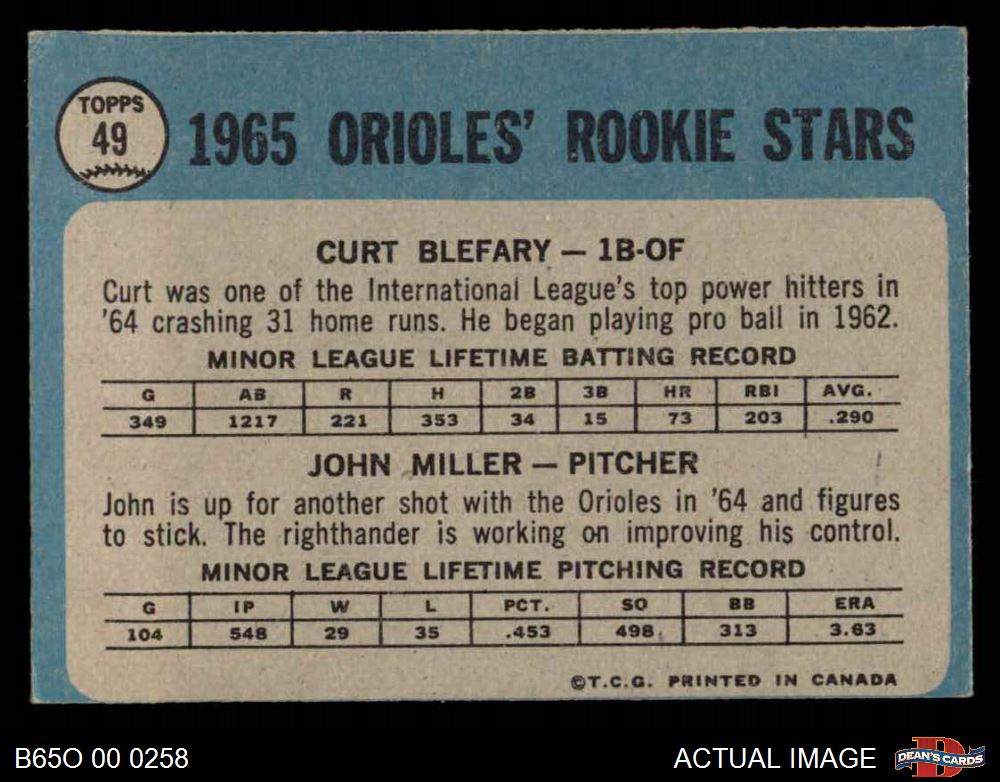 TOPPS
49
1965 ORIOLES' ROOKIE STARS
CURT BLEFARY — 1B-OF
Curt was one of the International League's top power hitters in
'64 crashing 31 home runs. He began playing pro ball in 1962.
MINOR LEAGUE LIFETIME BATTING RECORD
G AB R H 2B 3B HR RBI AVG.
349 1217 221 353 34 15 73 203 .290
JOHN MILLER — PITCHER
John is up for another shot with the Orioles in '64 and figures
to stick. The righthander is working on improving his control.
MINOR LEAGUE LIFETIME PITCHING RECORD
G IP W L PCT. SO BB ERA
104 548 29 35 .453 498 313 3.63
©T.C.G. PRINTED IN CANADA
B65O 00 0258
ACTUAL IMAGE
D
DEAN'S CARDS